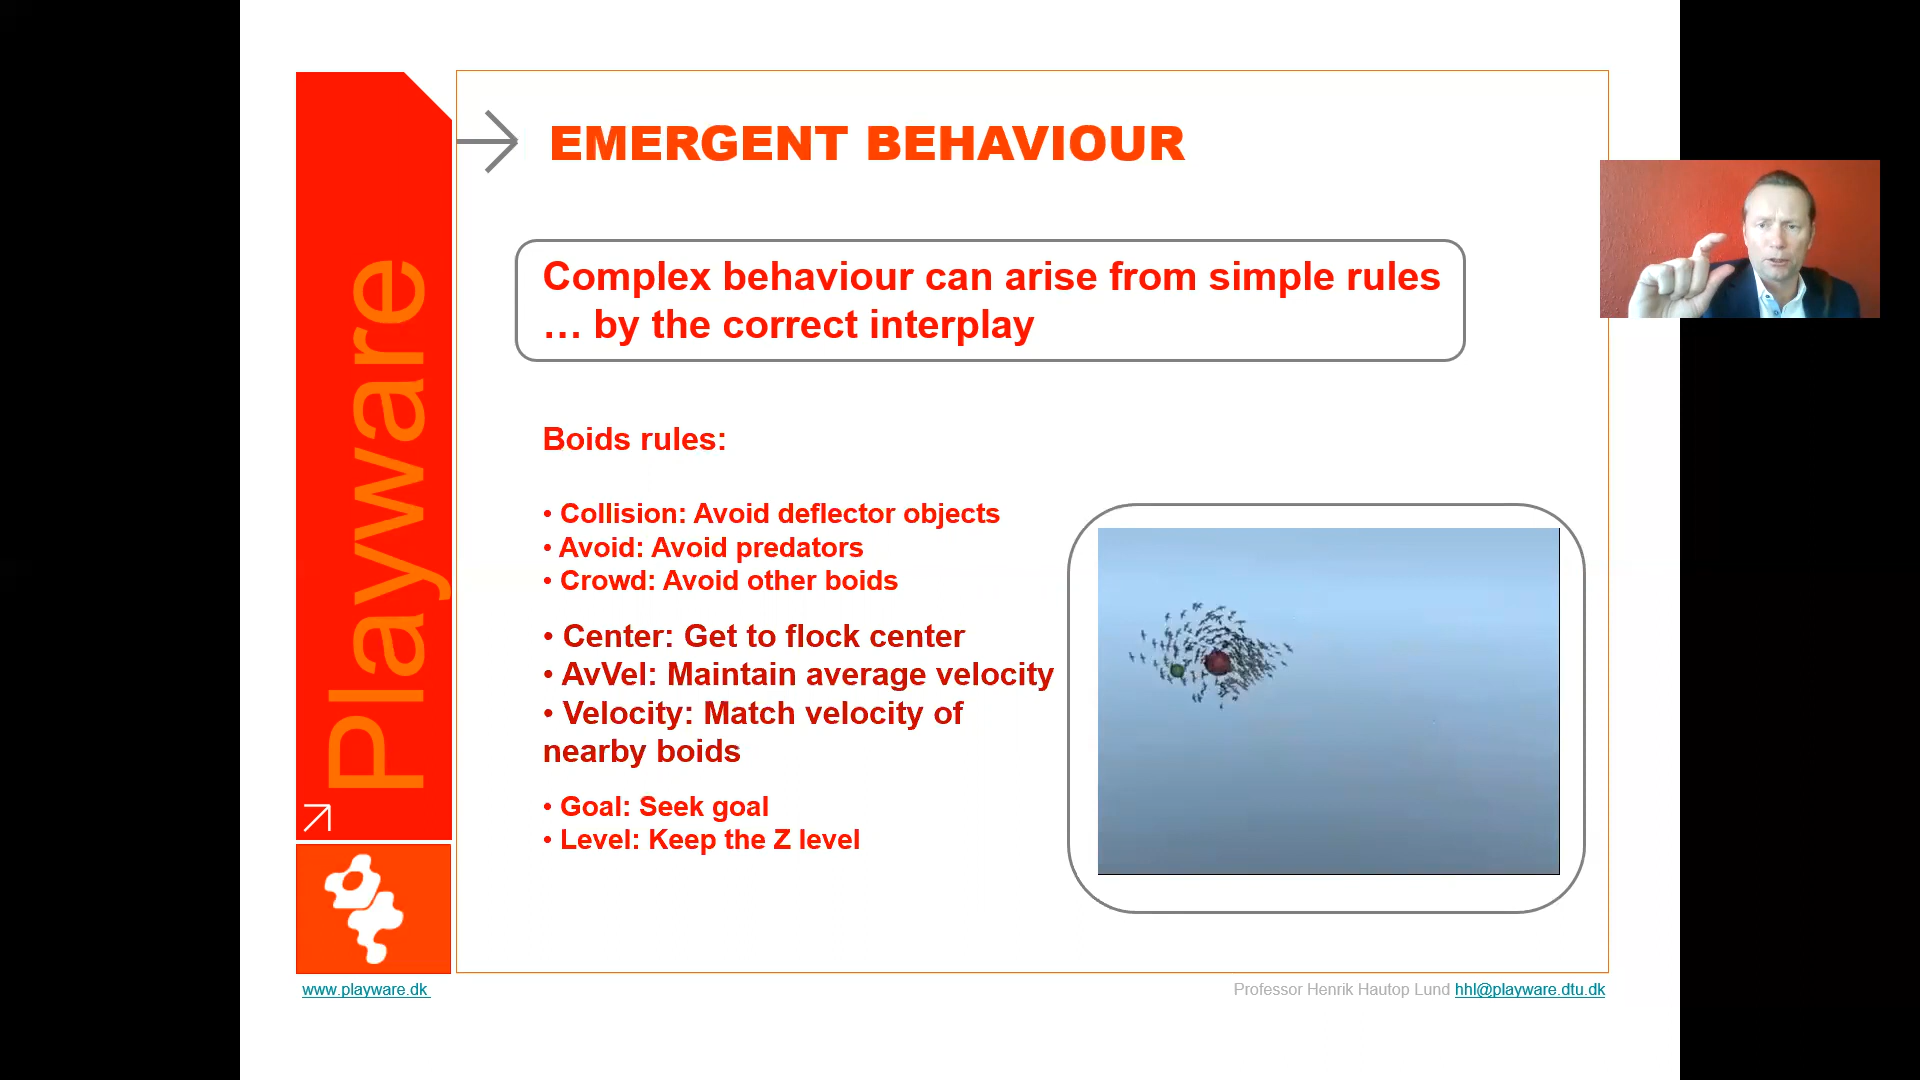 Playware
EMERGENT BEHAVIOUR
Complex behaviour can arise from simple rules
… by the correct interplay
Boids rules:
• Collision: Avoid deflector objects
• Avoid: Avoid predators
• Crowd: Avoid other boids
• Center: Get to flock center
• AvVel: Maintain average velocity
• Velocity: Match velocity of
nearby boids
• Goal: Seek goal
• Level: Keep the Z level
www.playware.dk
Professor Henrik Hautop Lund hhl@playware.dtu.dk